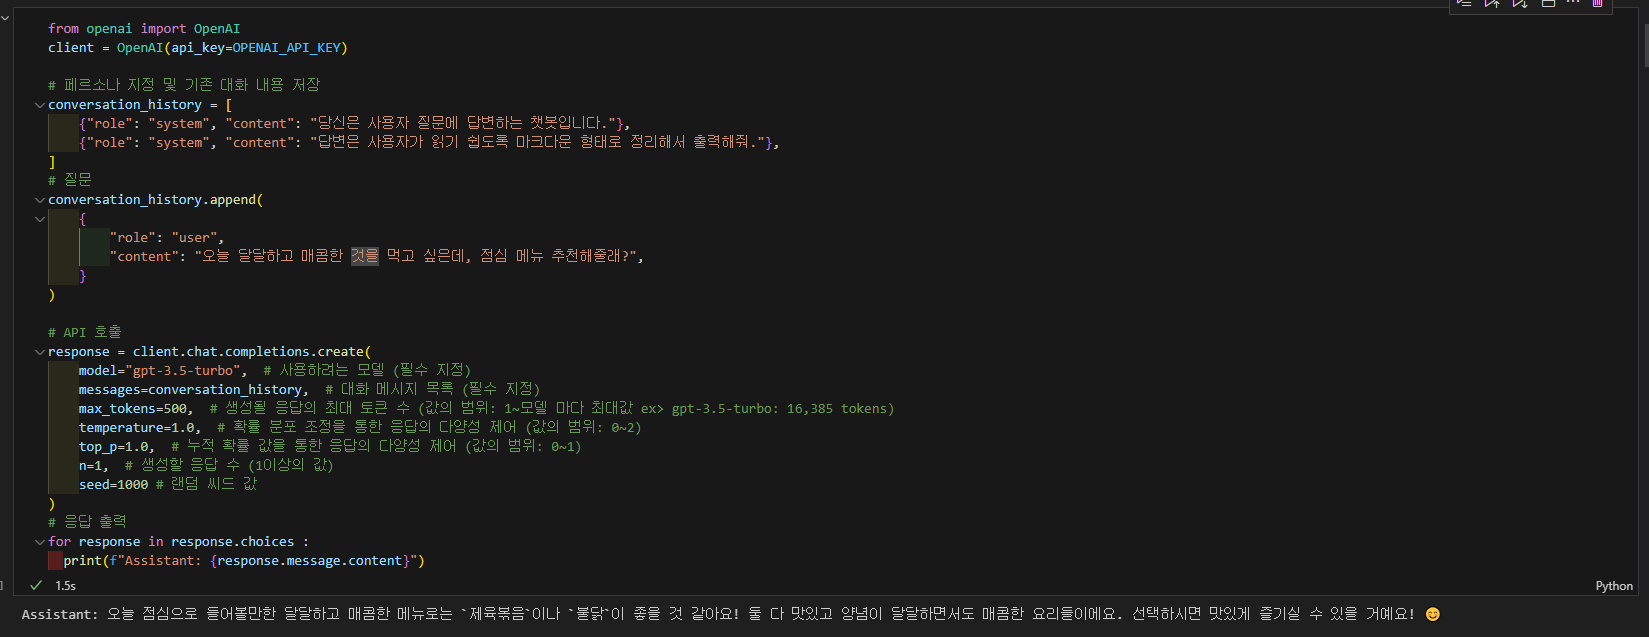 from openai import OpenAI
client = OpenAI(api_key=OPENAI_API_KEY)
# 페르소나 지정 및 기존 대화 내용 저장
conversation_history = [
{"role": "system", "content": "당신은 사용자 질문에 답변하는 챗봇입니다."},
{"role": "system", "content": "답변은 사용자가 읽기 쉽도록 마크다운 형태로 정리해서 출력해줘."},
]
# 질문
conversation_history.append(
{
"role": "user",
"content": "오늘 달달하고 매콤한 것을 먹고 싶은데, 점심 메뉴 추천해줄래?",
}
)
# API 호출
response = client.chat.completions.create(
model="gpt-3.5-turbo",  # 사용하려는 모델 (필수 지정)
messages=conversation_history,  # 대화 메시지 목록 (필수 지정)
max_tokens=500,  # 생성될 응답의 최대 토큰 수 (값의 범위: 1~모델 마다 최대값 ex> gpt-3.5-turbo: 16,385 tokens)
temperature=1.0,  # 확률 분포 조정을 통한 응답의 다양성 제어 (값의 범위: 0~2)
top_p=1.0,  # 누적 확률 값을 통한 응답의 다양성 제어 (값의 범위: 0~1)
n=1,  # 생성할 응답 수 (1이상의 값)
seed=1000 # 랜덤 씨드 값
)
# 응답 출력
for response in response.choices :
print(f"Assistant: {response.message.content}")
1.5s
Python
Assistant: 오늘 점심으로 들어볼만한 달달하고 매콤한 메뉴로는 `제육볶음`이나 `불닭`이 좋을 것 같아요! 둘 다 맛있고 양념이 달달하면서도 매콤한 요리들이에요. 선택하시면 맛있게 즐기실 수 있을 거예요! 😊